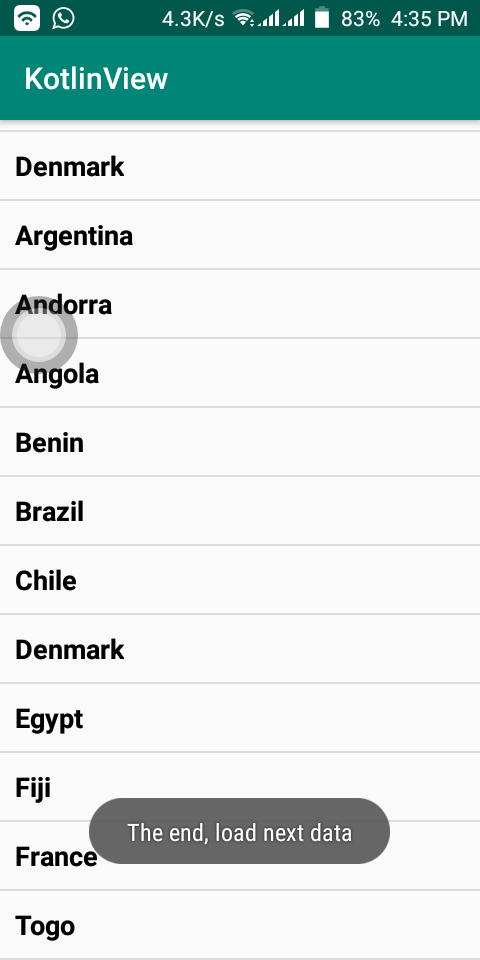 4.3K/s 83% 4:35 PM
KotlinView
Denmark
Argentina
Andorra
Angola
Benin
Brazil
Chile
Denmark
Egypt
Fiji
The end, load next data
France
Togo